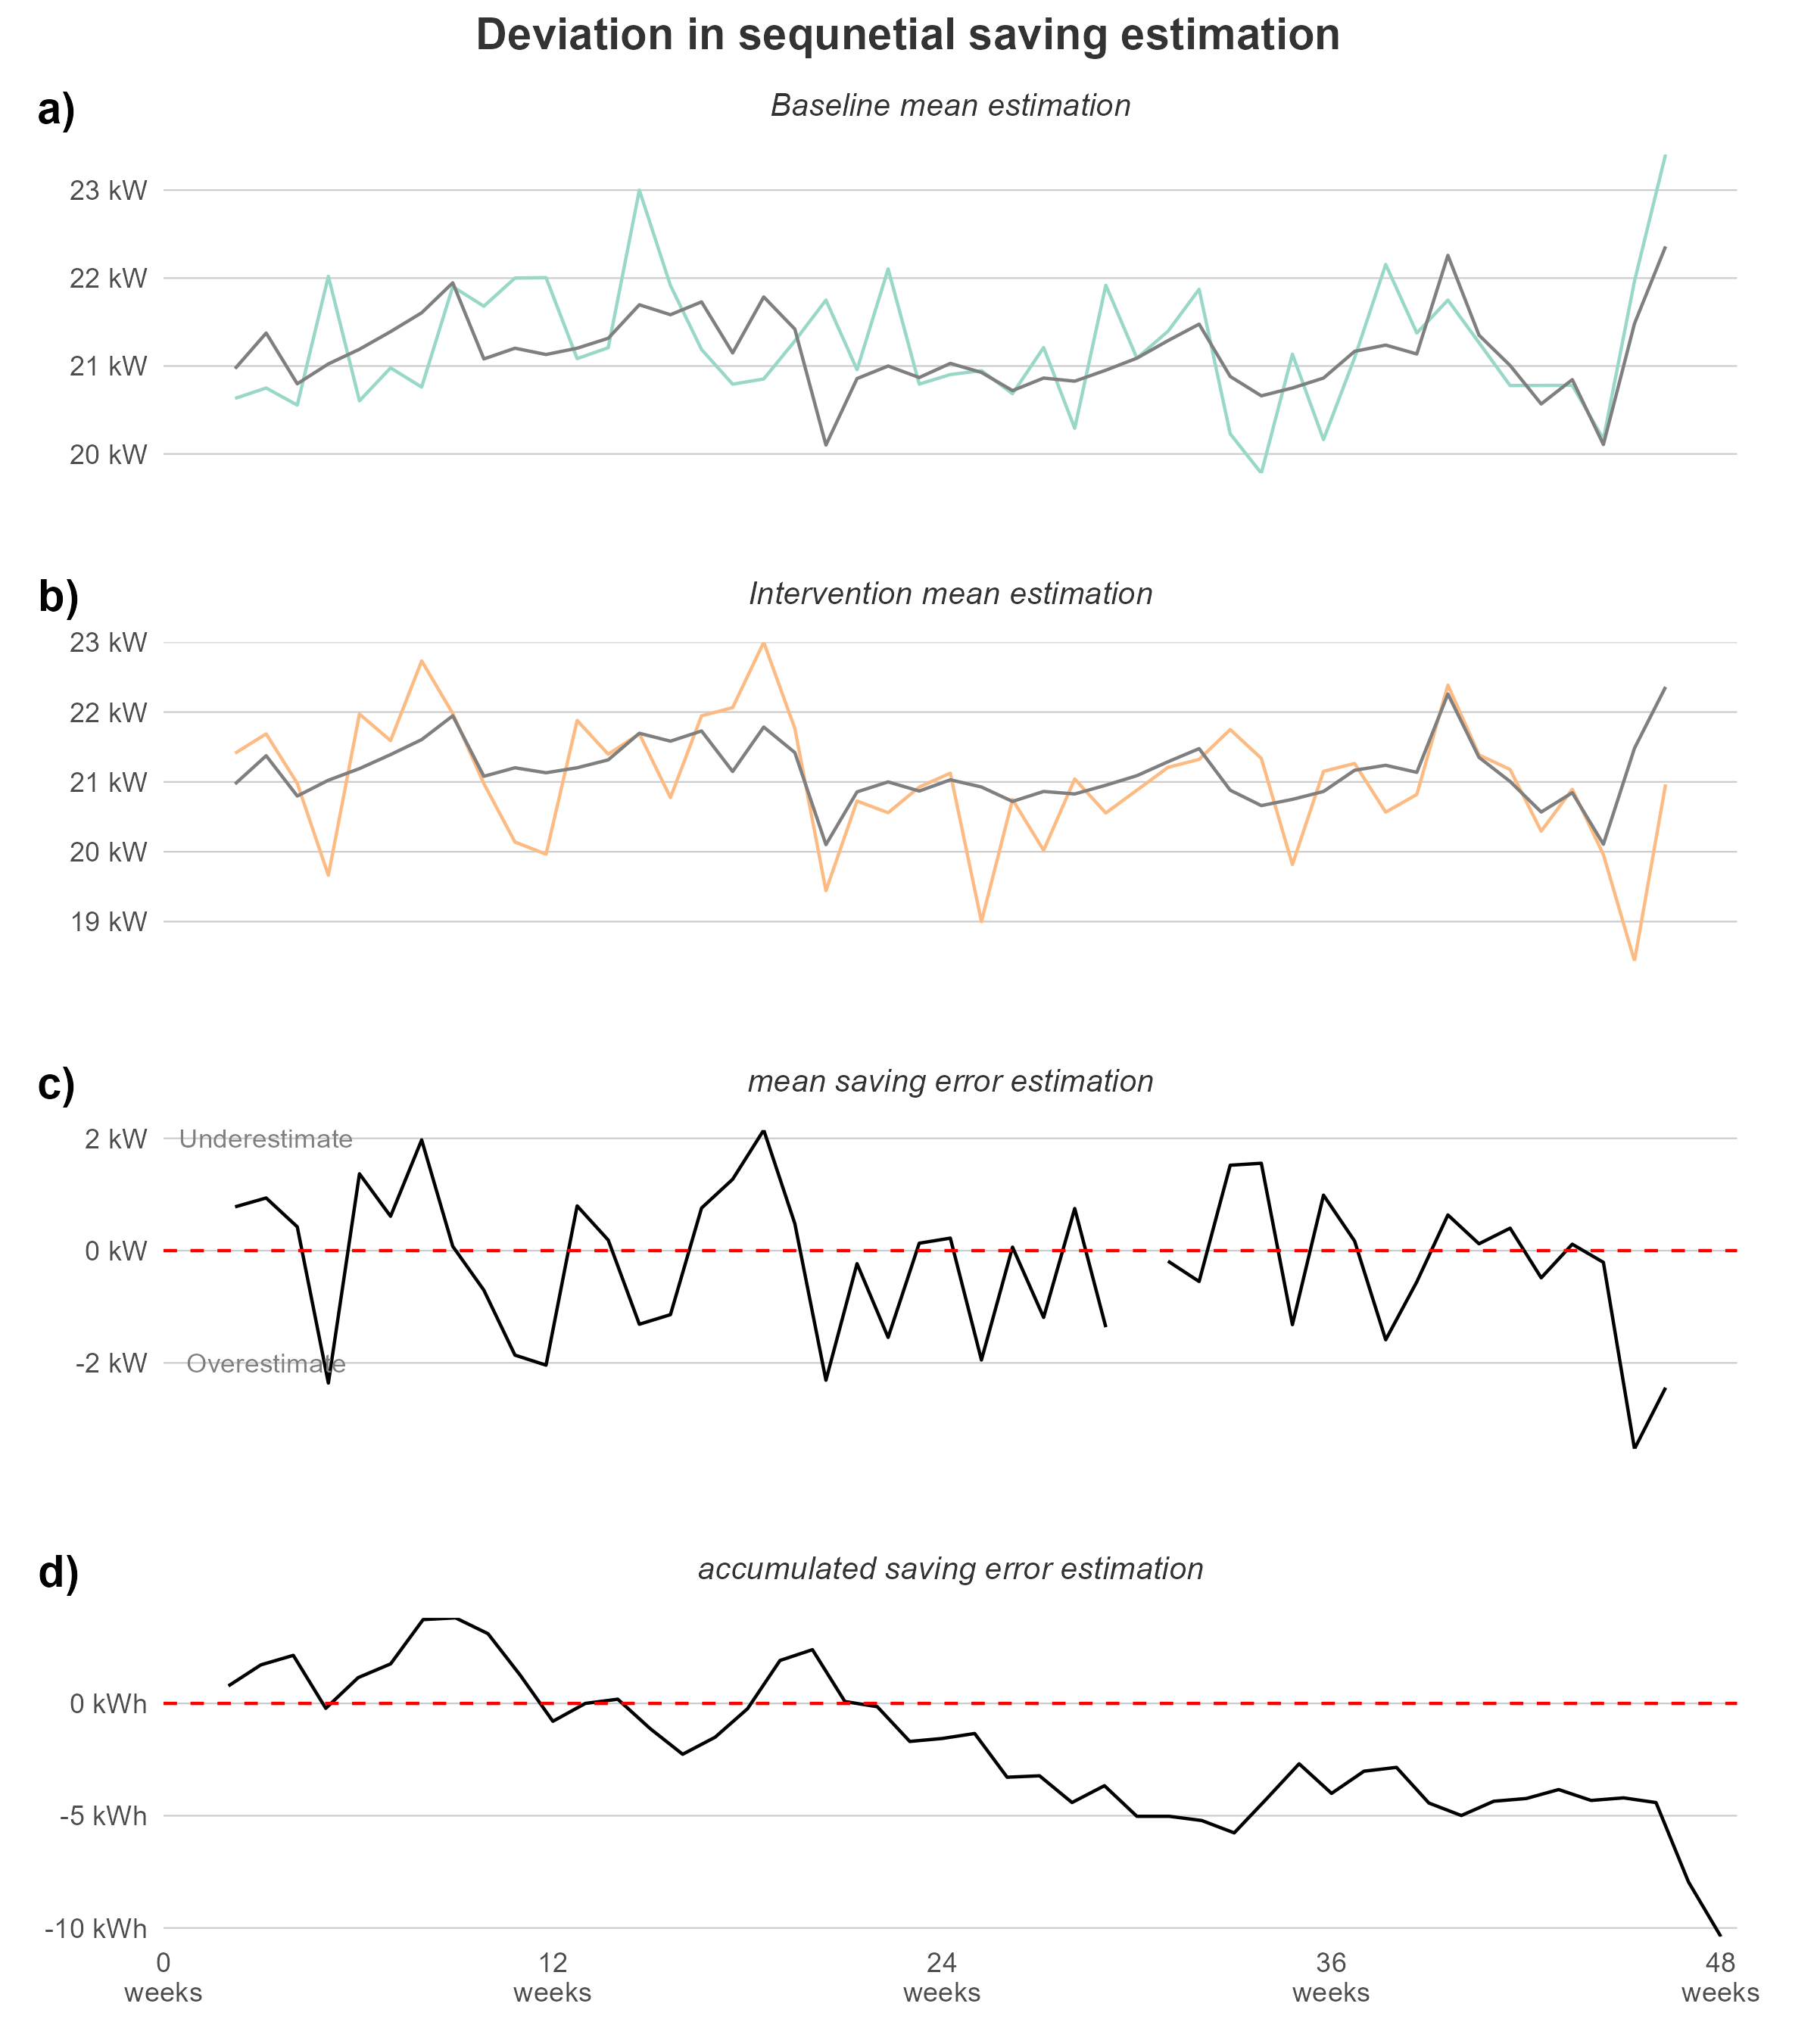 Deviation in sequnetial saving estimation
a)
Baseline mean estimation
23 kW
22 kW
21 kW
20 kW
b)
Intervention mean estimation
23 kW
22 kW
21 kW
20 kW
19 kW
c)
mean saving error estimation
2 kW
Underestimate
0 kW
-2 kW
Overestimate
d)
accumulated saving error estimation
0 kWh
-5 kWh
-10 kWh
0 12 24 36 48
weeks weeks weeks weeks weeks